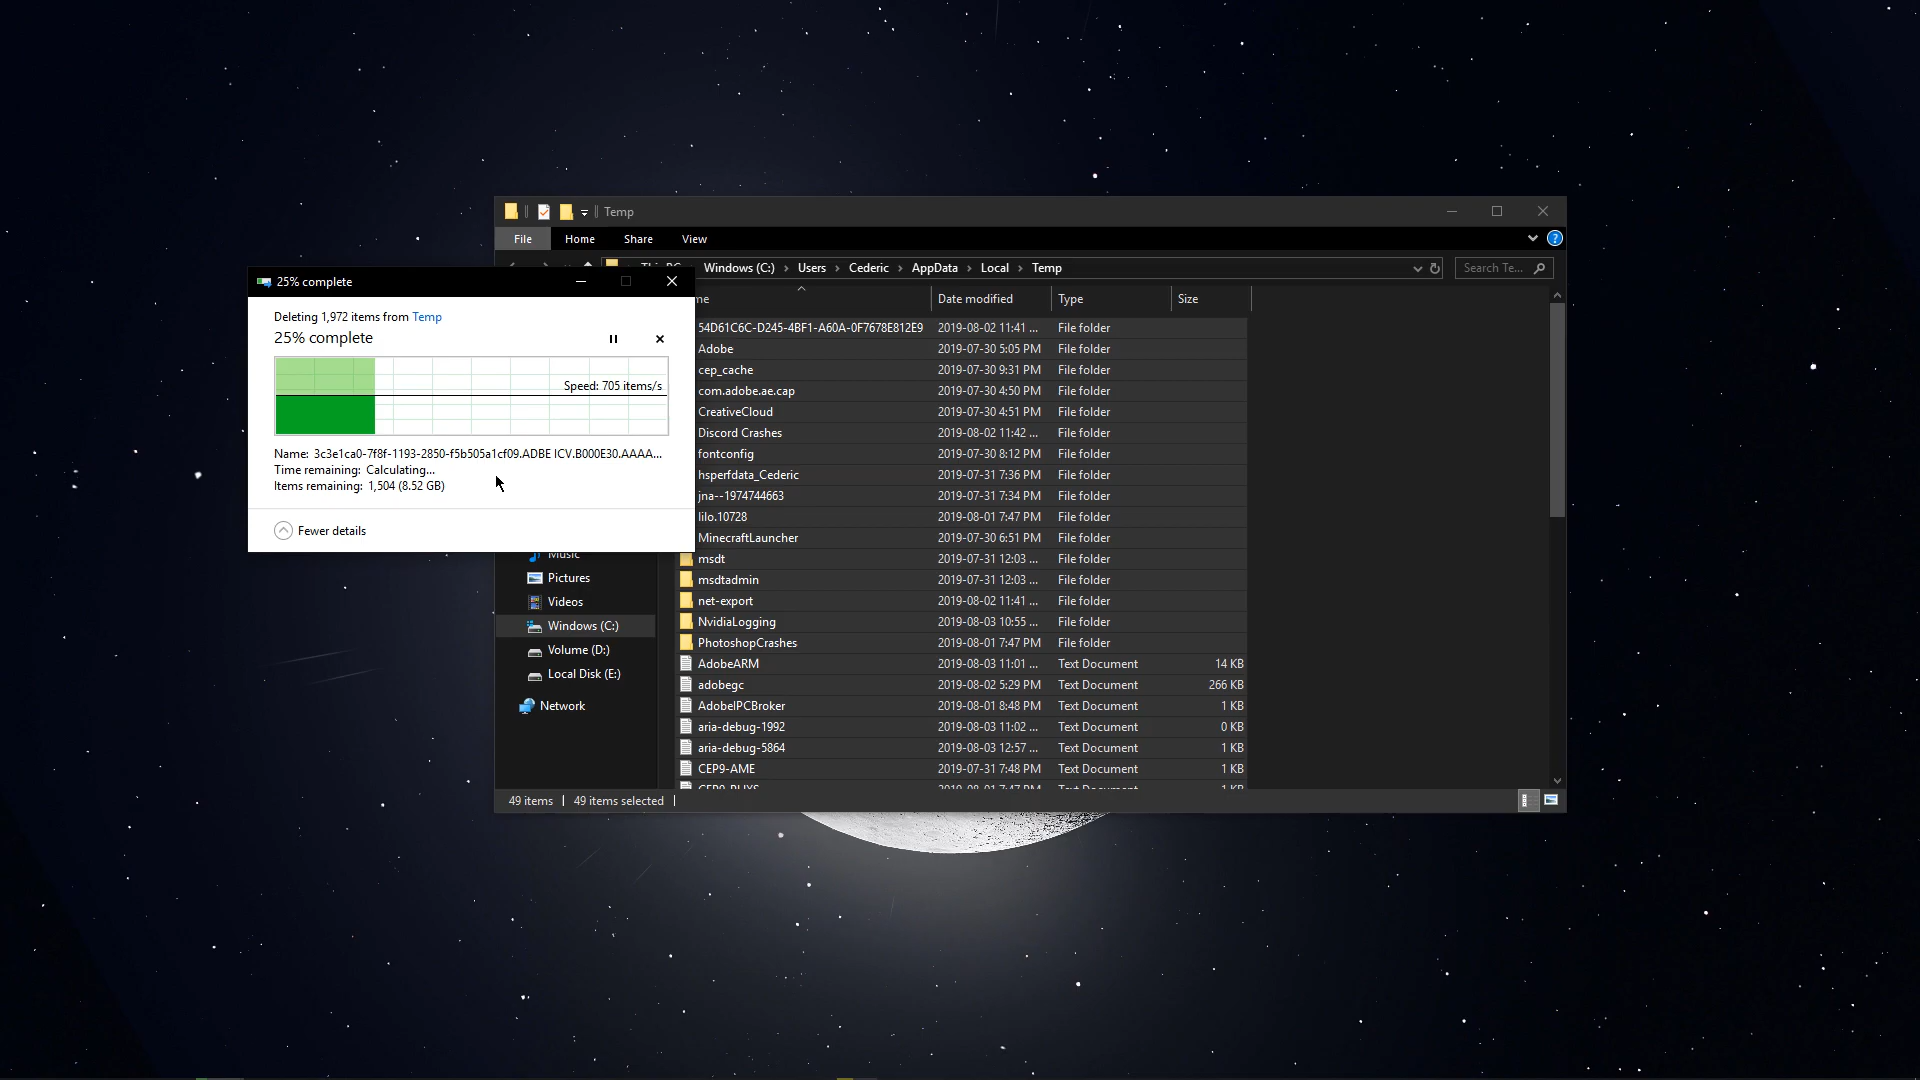 Temp
File Home Share View
Windows (C:) Users Cederic AppData Local Temp
Search Te...
25% complete
Deleting 1,972 items from Temp
25% complete
Speed: 705 items/s
Name: 3c3e1ca0-7f8f-1193-2850-f5b505a1cf09.ADBE ICV.B000E30.AAAA...
Time remaining: Calculating...
Items remaining: 1,504 (8.52 GB)
Fewer details
Music
Pictures
Videos
Windows (C:)
Volume (D:)
Local Disk (E:)
Network
me Date modified Type Size
54D61C6C-D245-4BF1-A60A-0F7678E812E9 2019-08-02 11:41 ... File folder
Adobe 2019-07-30 5:05 PM File folder
cep_cache 2019-07-30 9:31 PM File folder
com.adobe.ae.cap 2019-07-30 4:50 PM File folder
CreativeCloud 2019-07-30 4:51 PM File folder
Discord Crashes 2019-08-02 11:42 ... File folder
fontconfig 2019-07-30 8:12 PM File folder
hsperfdata_Cederic 2019-07-31 7:36 PM File folder
jna--1974744663 2019-07-31 7:34 PM File folder
lilo.10728 2019-08-01 7:47 PM File folder
MinecraftLauncher 2019-07-30 6:51 PM File folder
msdt 2019-07-31 12:03 ... File folder
msdtadmin 2019-07-31 12:03 ... File folder
net-export 2019-08-02 11:41 ... File folder
NvidiaLogging 2019-08-03 10:55 ... File folder
PhotoshopCrashes 2019-08-01 7:47 PM File folder
AdobeARM 2019-08-03 11:01 ... Text Document 14 KB
adobegc 2019-08-02 5:29 PM Text Document 266 KB
AdobeIPCBroker 2019-08-01 8:48 PM Text Document 1 KB
aria-debug-1992 2019-08-03 11:02 ... Text Document 0 KB
aria-debug-5864 2019-08-03 12:57 ... Text Document 1 KB
CEP9-AME 2019-07-31 7:48 PM Text Document 1 KB
49 items 49 items selected